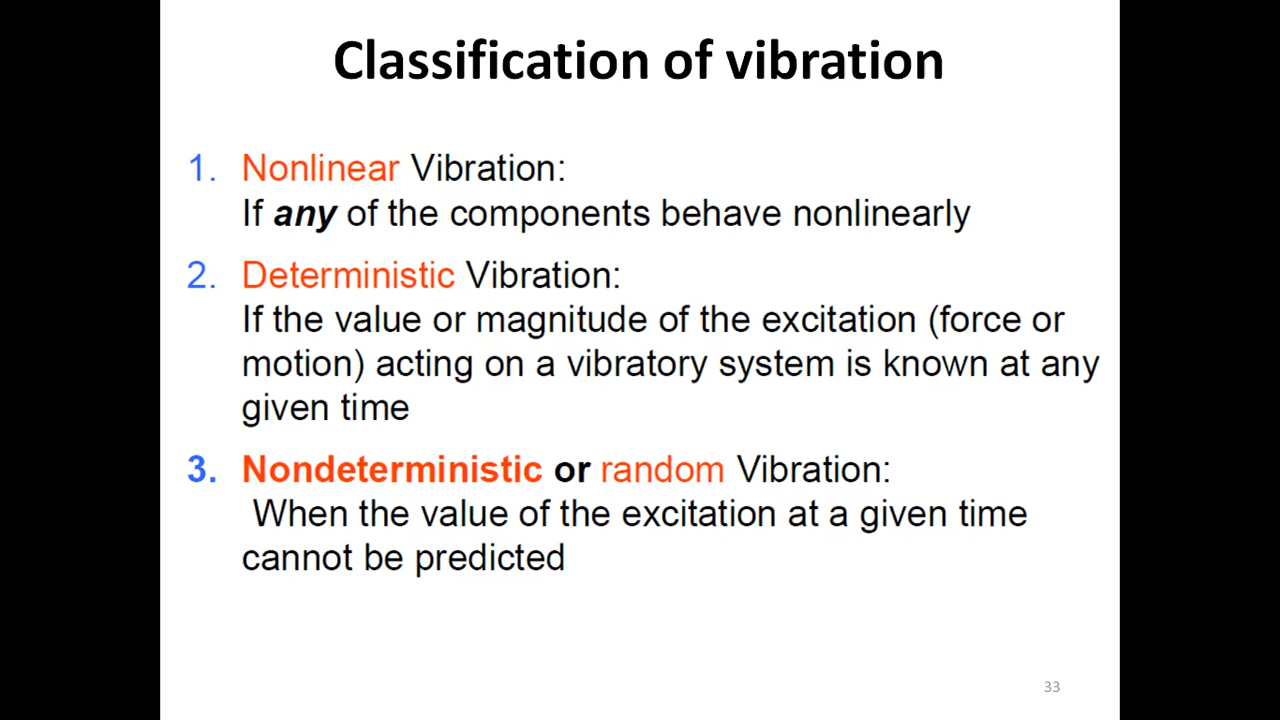 Classification of vibration
1. Nonlinear Vibration:
If any of the components behave nonlinearly
2. Deterministic Vibration:
If the value or magnitude of the excitation (force or
motion) acting on a vibratory system is known at any
given time
3. Nondeterministic or random Vibration:
When the value of the excitation at a given time
cannot be predicted
33